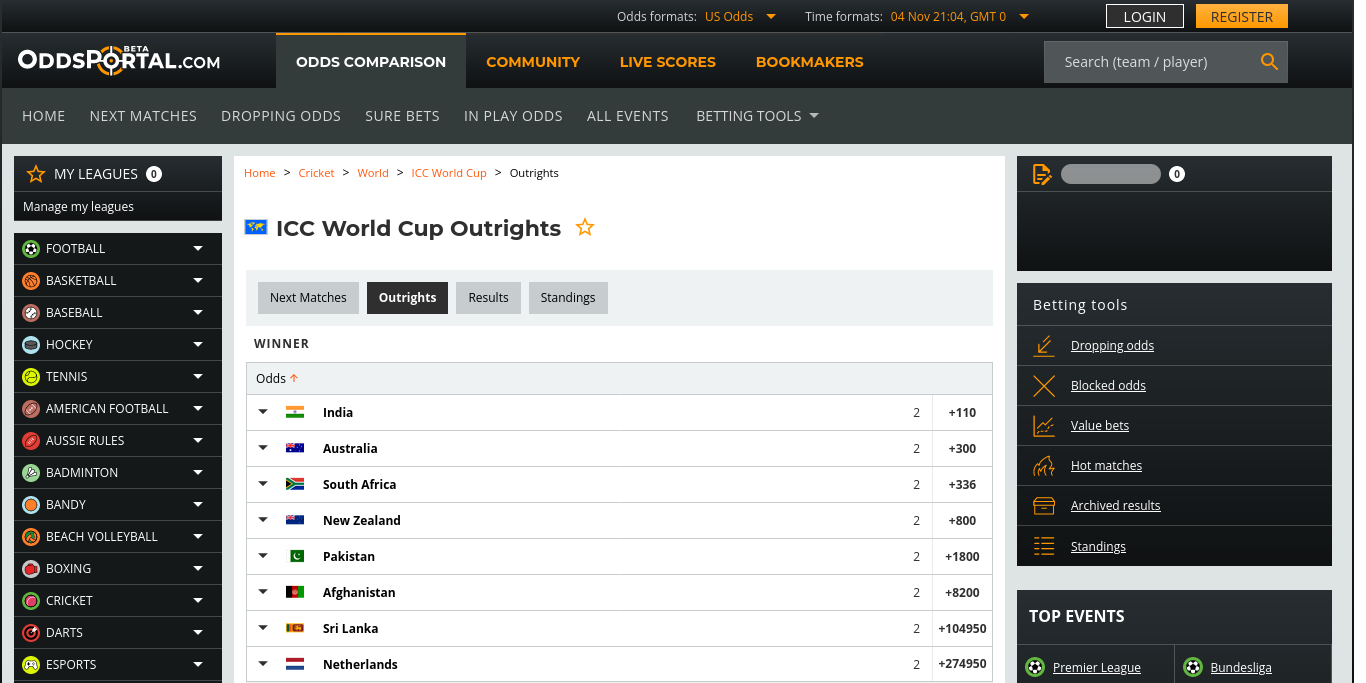 Odds formats: US Odds Time formats: 04 Nov 21:04, GMT 0 LOGIN REGISTER
ODDSPORTAL.COM BETA
ODDS COMPARISON COMMUNITY LIVE SCORES BOOKMAKERS Search (team / player)
HOME NEXT MATCHES DROPPING ODDS SURE BETS IN PLAY ODDS ALL EVENTS BETTING TOOLS
MY LEAGUES 0
Manage my leagues
FOOTBALL
BASKETBALL
BASEBALL
HOCKEY
TENNIS
AMERICAN FOOTBALL
AUSSIE RULES
BADMINTON
BANDY
BEACH VOLLEYBALL
BOXING
CRICKET
DARTS
ESPORTS
Home > Cricket > World > ICC World Cup > Outrights
ICC World Cup Outrights
Next Matches Outrights Results Standings
WINNER
Odds
India 2 +110
Australia 2 +300
South Africa 2 +336
New Zealand 2 +800
Pakistan 2 +1800
Afghanistan 2 +8200
Sri Lanka 2 +104950
Netherlands 2 +274950
0
Betting tools
Dropping odds
Blocked odds
Value bets
Hot matches
Archived results
Standings
TOP EVENTS
Premier League Bundesliga